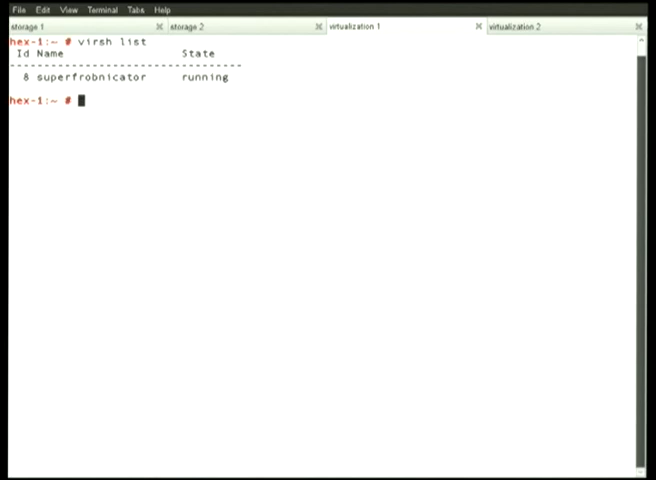 File Edit View Terminal Tabs Help
storage 1 storage 2 virtualization 1 virtualization 2
hex-1:~ # virsh list
Id Name State
----------------------------------
8 superfrobnicator running
hex-1:~ #